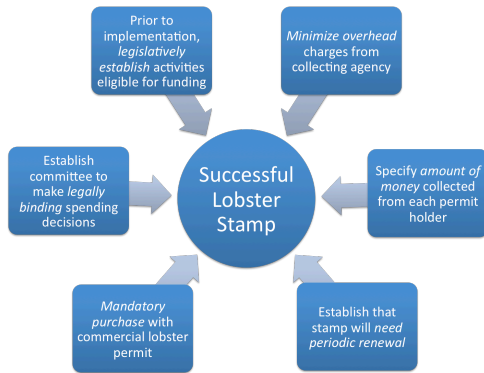 Prior to
implementation,
legislatively
establish activities
eligible for funding
Minimize overhead
charges from
collecting agency
Establish
committee to
make legally
binding spending
decisions
Successful
Lobster
Stamp
Specify amount of
money collected
from each permit
holder
Mandatory
purchase with
commercial lobster
permit
Establish that
stamp will need
periodic renewal